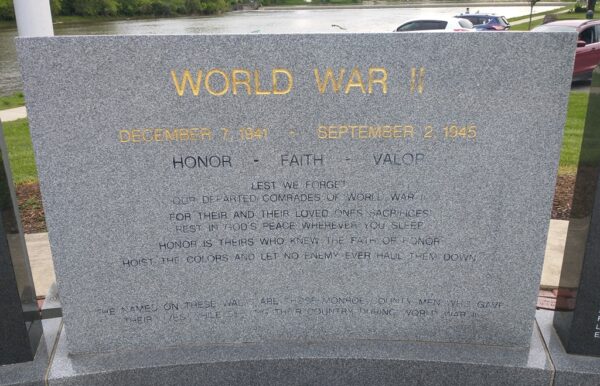 WORLD WAR II
DECEMBER 7, 1941 - SEPTEMBER 2, 1945
HONOR - FAITH - VALOR
LEST WE FORGET
OUR DEPARTED COMRADES OF WORLD WAR II
FOR THEIR AND THEIR LOVED ONES SACRIFICES
REST IN GOD'S PEACE WHEREVER YOU SLEEP
HONOR IS THEIRS WHO KNEW THE PATH OF HONOR
HOIST THE COLORS AND LET NO ENEMY EVER HAUL THEM DOWN
THE NAMES ON THESE WALLS ARE THOSE MONROE COUNTY MEN WHO GAVE
THEIR LIVES WHILE THEIR COUNTRY DURING WORLD WAR II